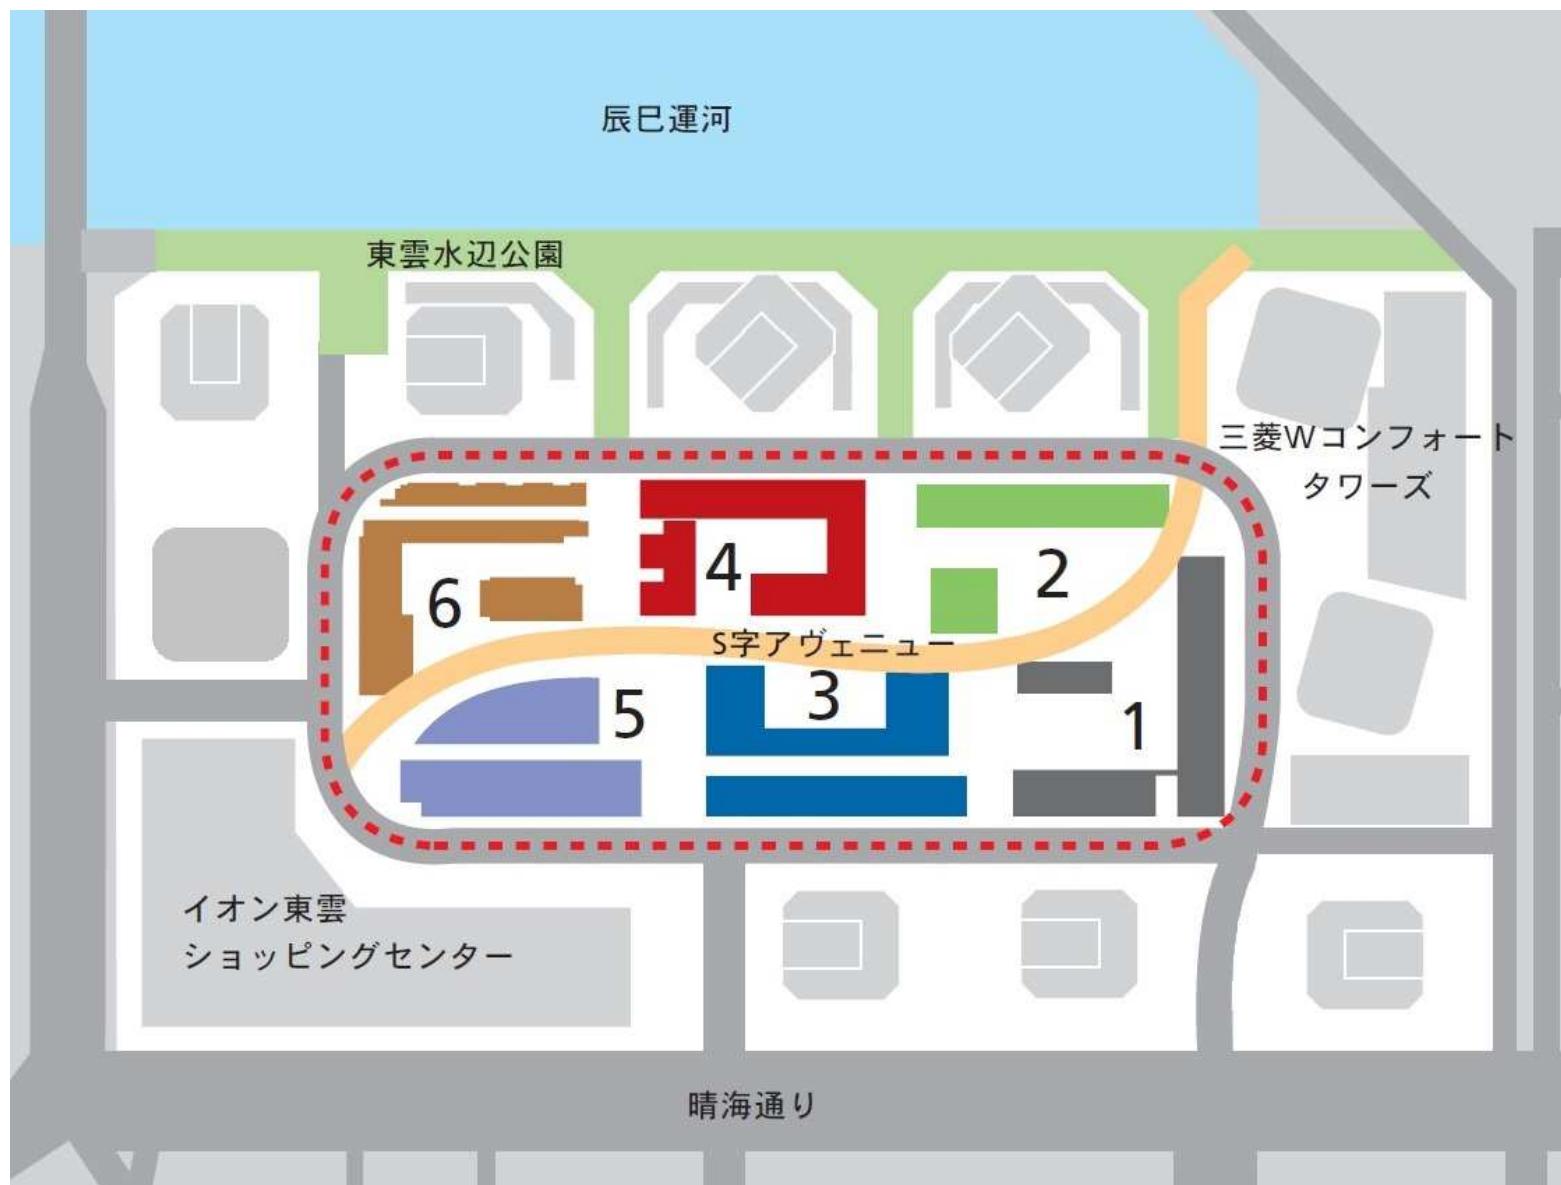 辰巳運河
東雲水辺公園
三菱Wコンフォート
タワーズ
4
2
6
S字アヴェニュー
3
5
1
イオン東雲
ショッピングセンター
晴海通り